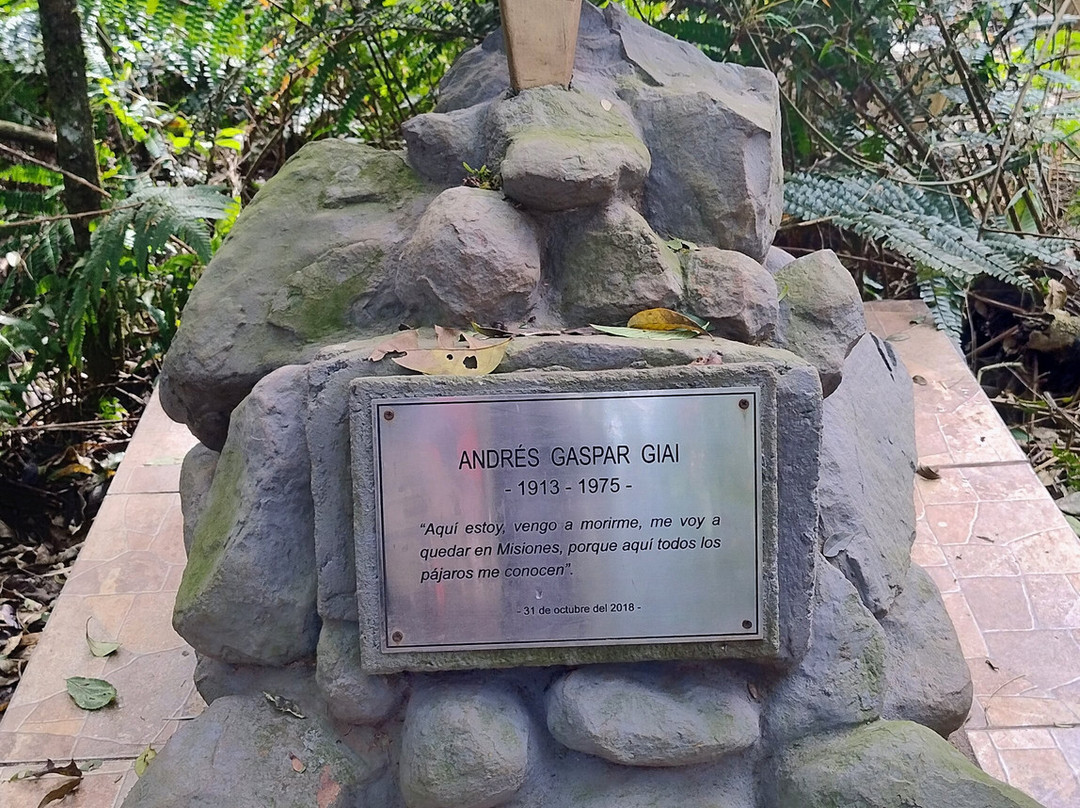 ANDRÉS GASPAR GIAI
- 1913 - 1975 -
“Aquí estoy, vengo a morirme, me voy a
quedar en Misiones, porque aquí todos los
pájaros me conocen”.
- 31 de octubre del 2018 -